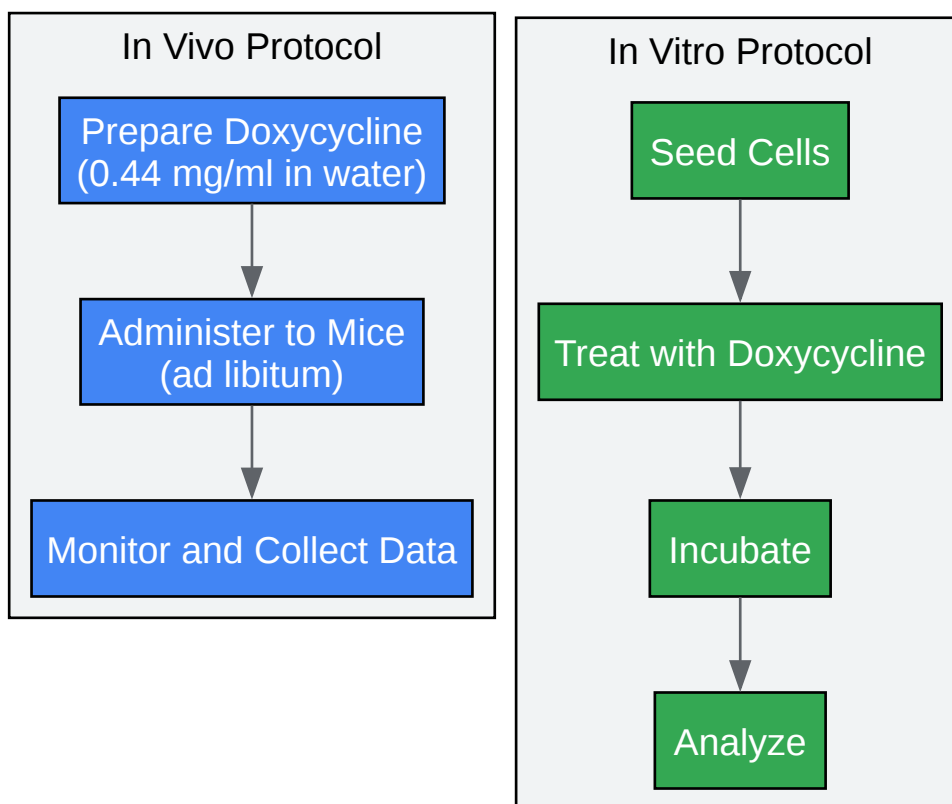 In Vivo Protocol
Prepare Doxycycline
(0.44 mg/ml in water)
Administer to Mice
(ad libitum)
Monitor and Collect Data
In Vitro Protocol
Seed Cells
Treat with Doxycycline
Incubate
Analyze